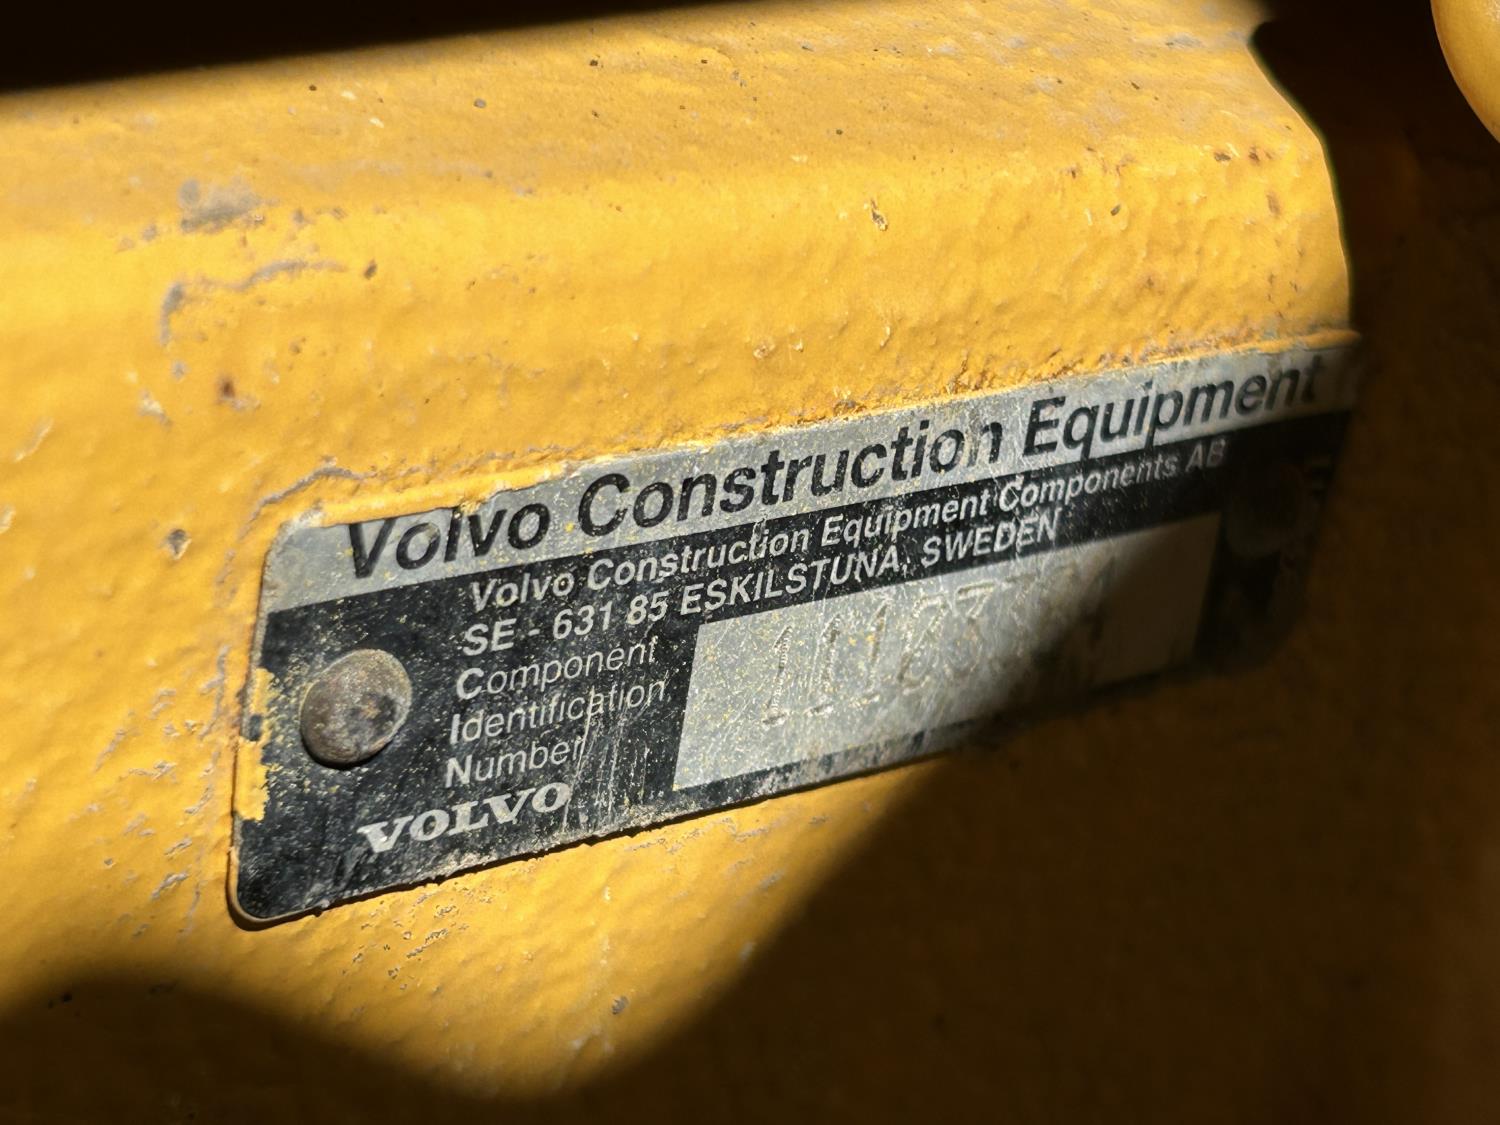 Volvo Construction Equipment
Volvo Construction Equipment Components AB
SE - 631 85 ESKILSTUNA, SWEDEN
Component
Identification
Number
VOLVO